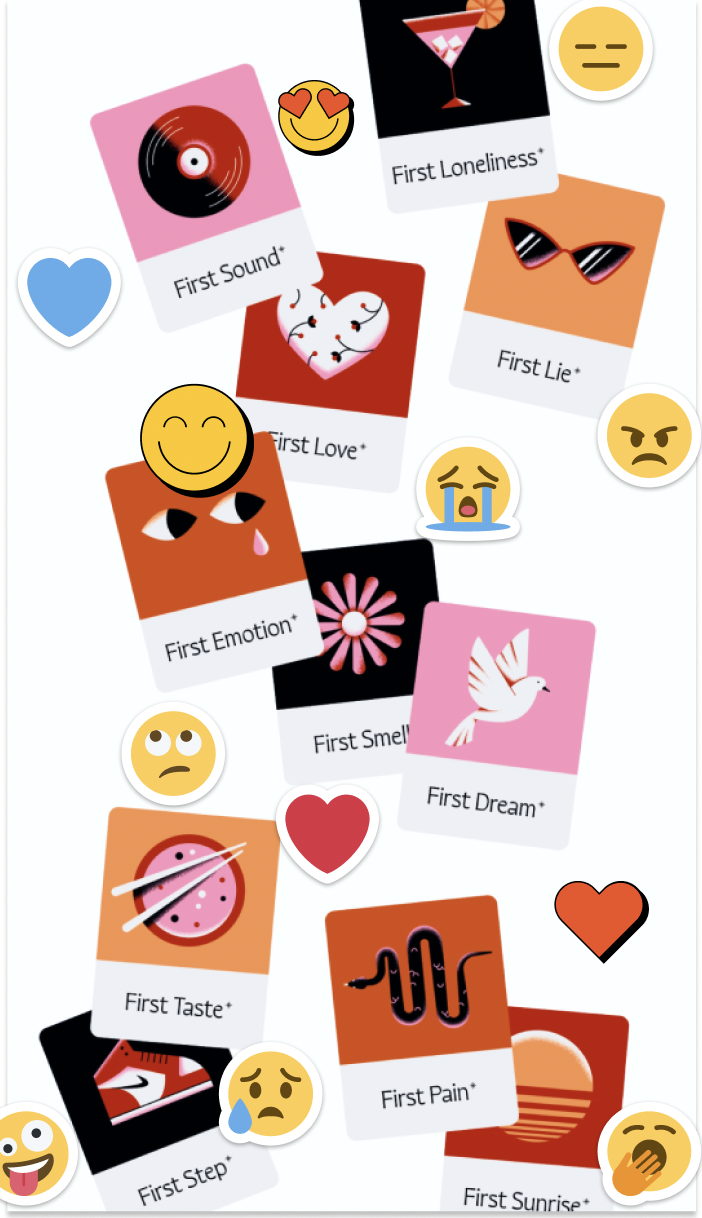 First Loneliness+
First Sound+
First Lie+
First Love+
First Emotion+
First Smell
First Dream+
First Taste+
First Pain+
First Step+
First Sunrise+